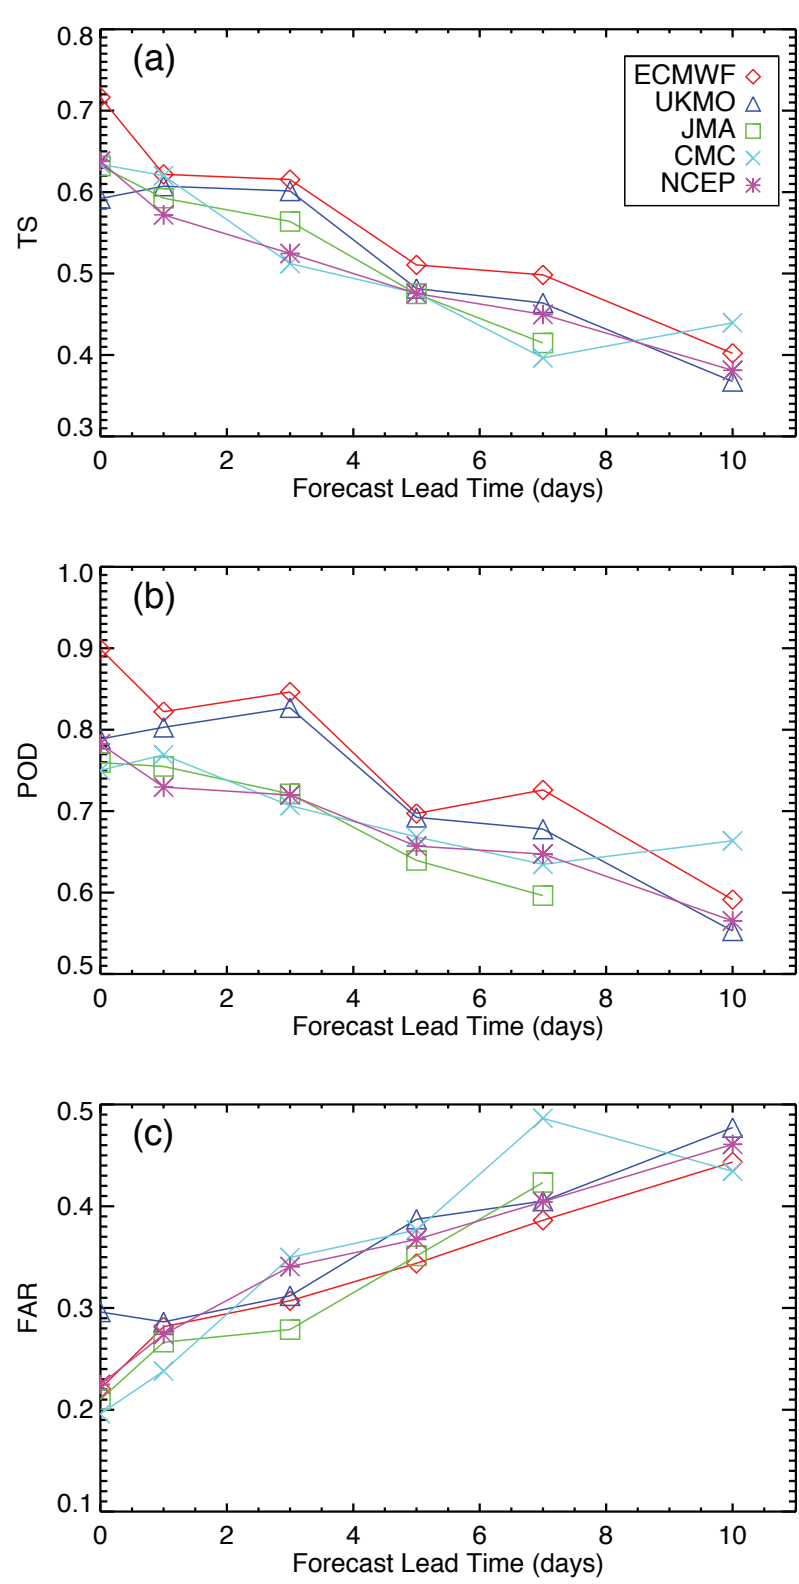 0.8
(a)
ECMWF
UKMO
JMA
CMC
NCEP
0.7
0.6
TS
0.5
0.4
0.3
0 2 4 6 8 10
Forecast Lead Time (days)
1.0
(b)
0.9
0.8
POD
0.7
0.6
0.5
0 2 4 6 8 10
Forecast Lead Time (days)
0.5
(c)
0.4
0.3
FAR
0.2
0.1
0 2 4 6 8 10
Forecast Lead Time (days)